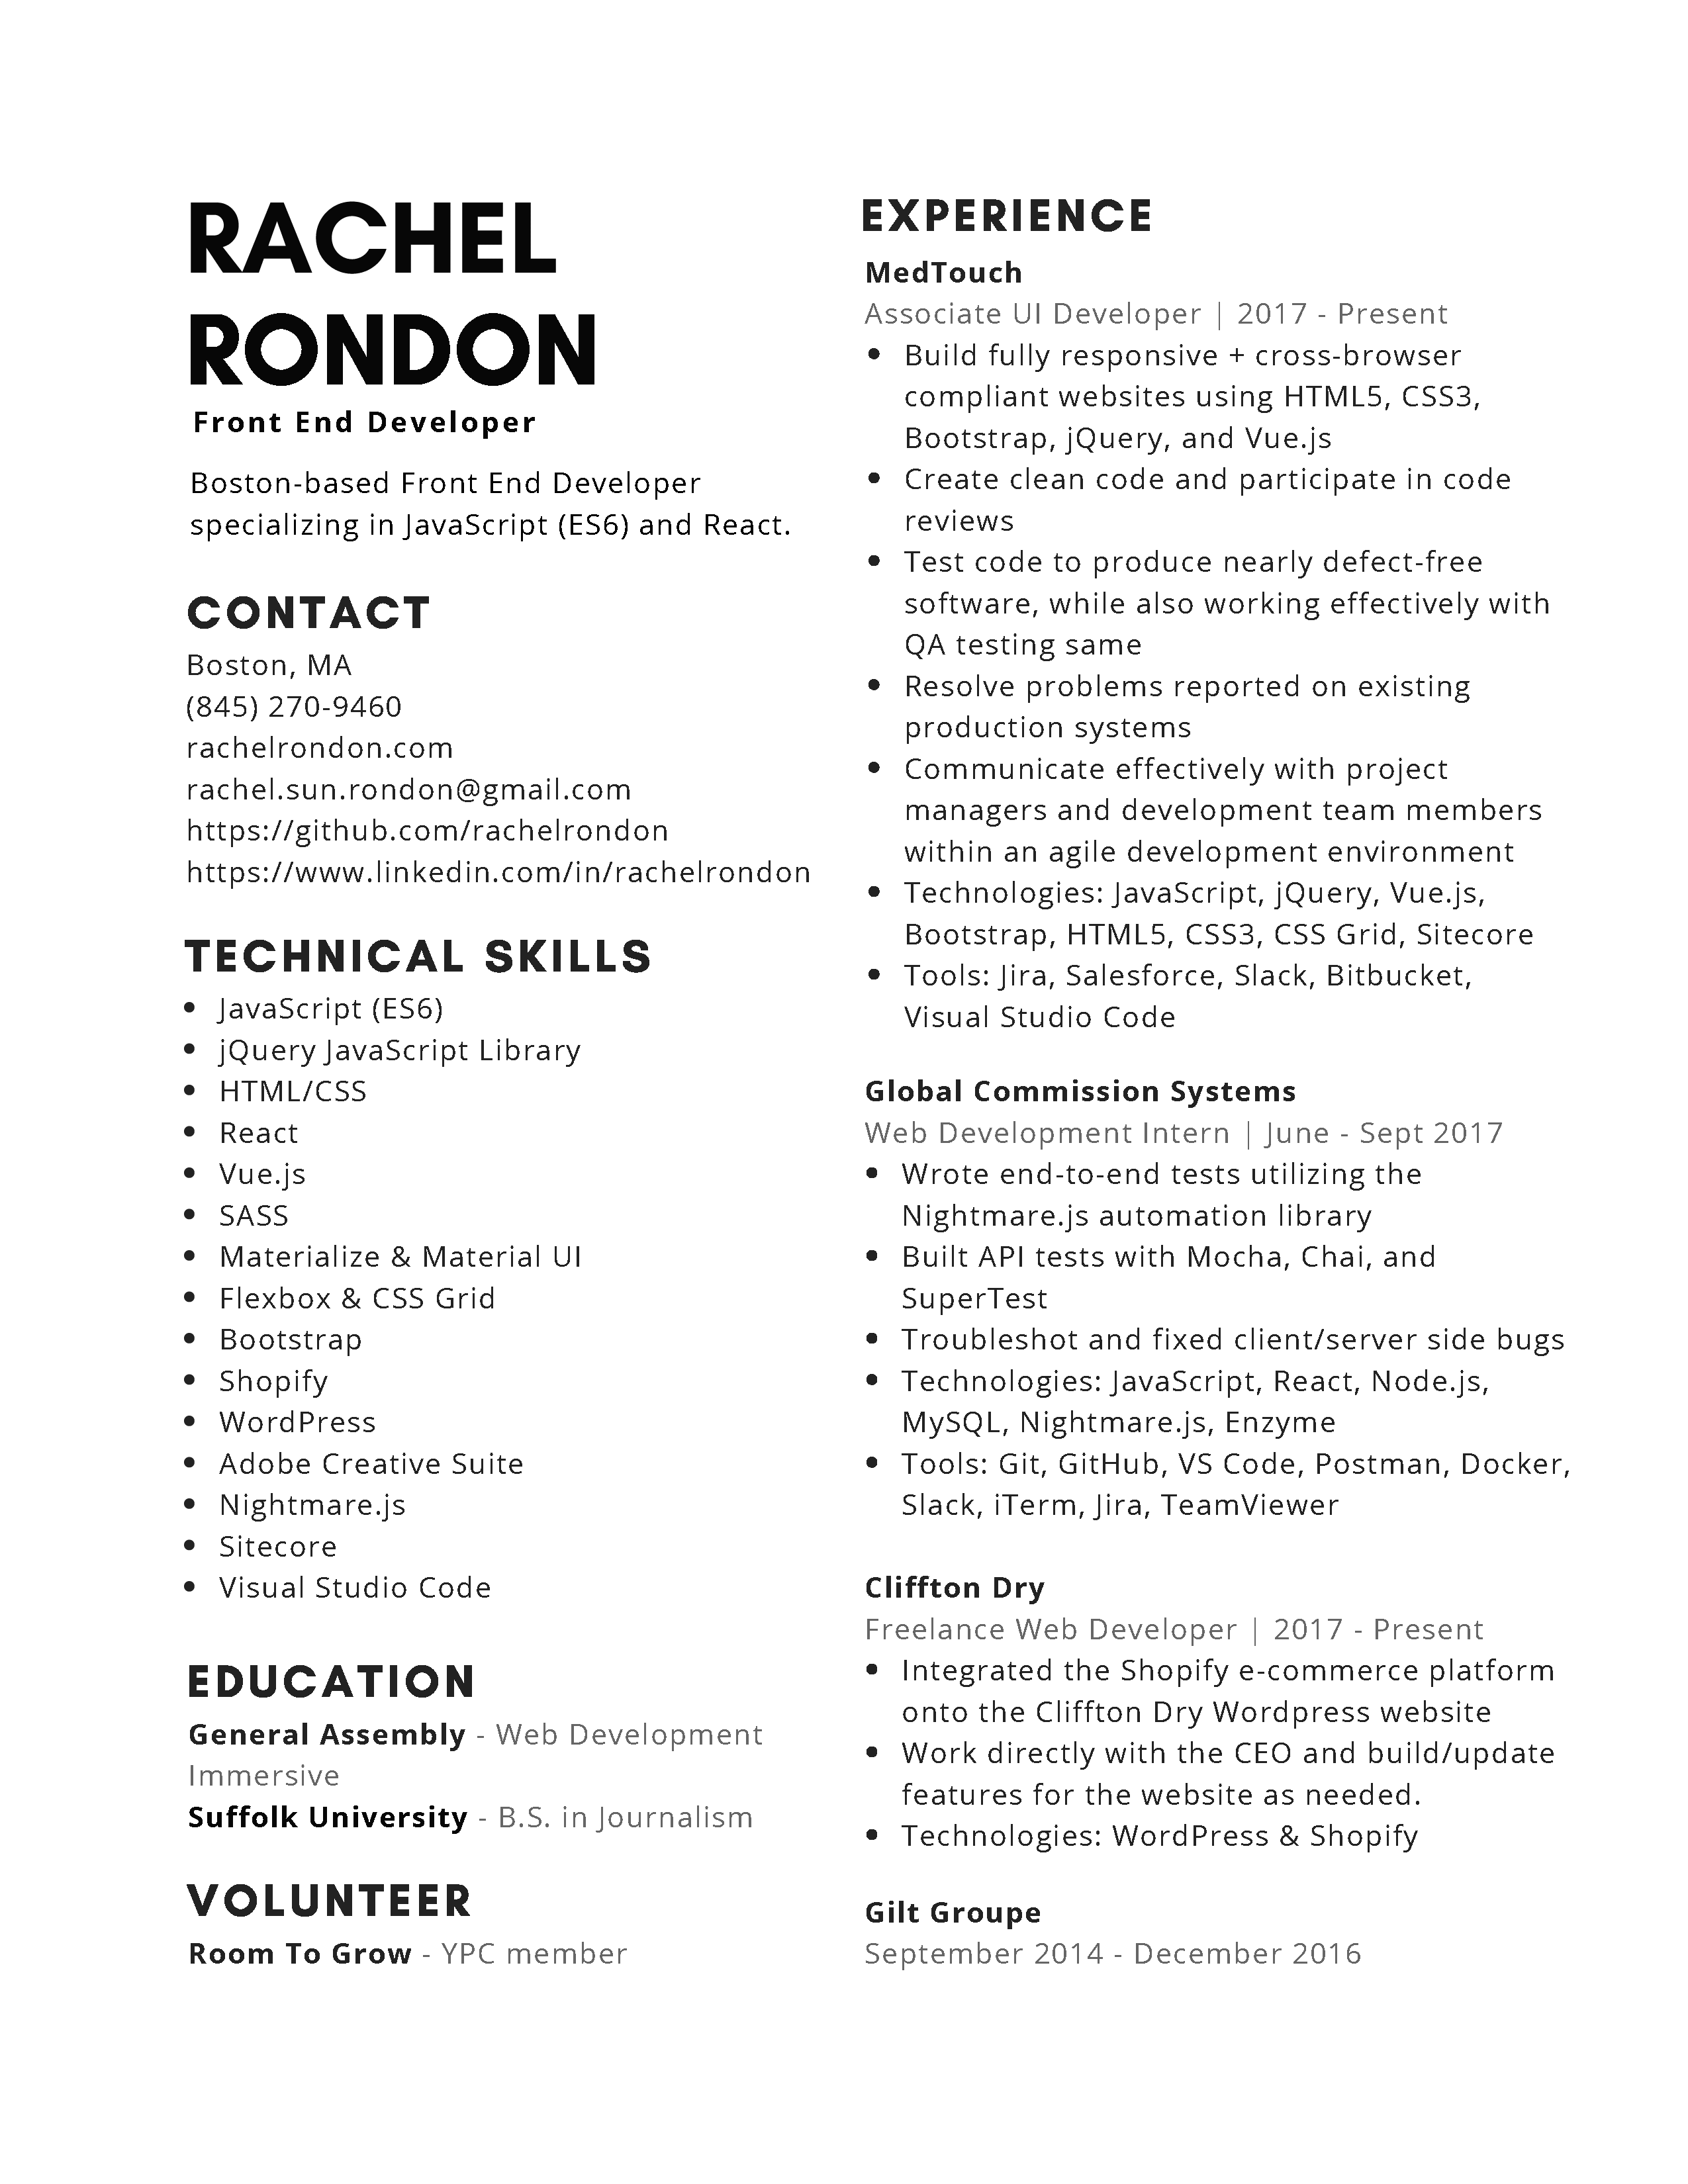 RACHEL
RONDON
Front End Developer
Boston-based Front End Developer
specializing in JavaScript (ES6) and React.
CONTACT
Boston, MA
(845) 270-9460
rachelrondon.com
rachel.sun.rondon@gmail.com
https://github.com/rachelrondon
https://www.linkedin.com/in/rachelrondon
TECHNICAL SKILLS
• JavaScript (ES6)
• jQuery JavaScript Library
• HTML/CSS
• React
• Vue.js
• SASS
• Materialize & Material UI
• Flexbox & CSS Grid
• Bootstrap
• Shopify
• WordPress
• Adobe Creative Suite
• Nightmare.js
• Sitecore
• Visual Studio Code
EDUCATION
General Assembly - Web Development
Immersive
Suffolk University - B.S. in Journalism
VOLUNTEER
Room To Grow - YPC member
EXPERIENCE
MedTouch
Associate UI Developer | 2017 - Present
• Build fully responsive + cross-browser
compliant websites using HTML5, CSS3,
Bootstrap, jQuery, and Vue.js
• Create clean code and participate in code
reviews
• Test code to produce nearly defect-free
software, while also working effectively with
QA testing same
• Resolve problems reported on existing
production systems
• Communicate effectively with project
managers and development team members
within an agile development environment
• Technologies: JavaScript, jQuery, Vue.js,
Bootstrap, HTML5, CSS3, CSS Grid, Sitecore
• Tools: Jira, Salesforce, Slack, Bitbucket,
Visual Studio Code
Global Commission Systems
Web Development Intern | June - Sept 2017
• Wrote end-to-end tests utilizing the
Nightmare.js automation library
• Built API tests with Mocha, Chai, and
SuperTest
• Troubleshot and fixed client/server side bugs
• Technologies: JavaScript, React, Node.js,
MySQL, Nightmare.js, Enzyme
• Tools: Git, GitHub, VS Code, Postman, Docker,
Slack, iTerm, Jira, TeamViewer
Cliffton Dry
Freelance Web Developer | 2017 - Present
• Integrated the Shopify e-commerce platform
onto the Cliffton Dry Wordpress website
• Work directly with the CEO and build/update
features for the website as needed.
• Technologies: WordPress & Shopify
Gilt Groupe
September 2014 - December 2016